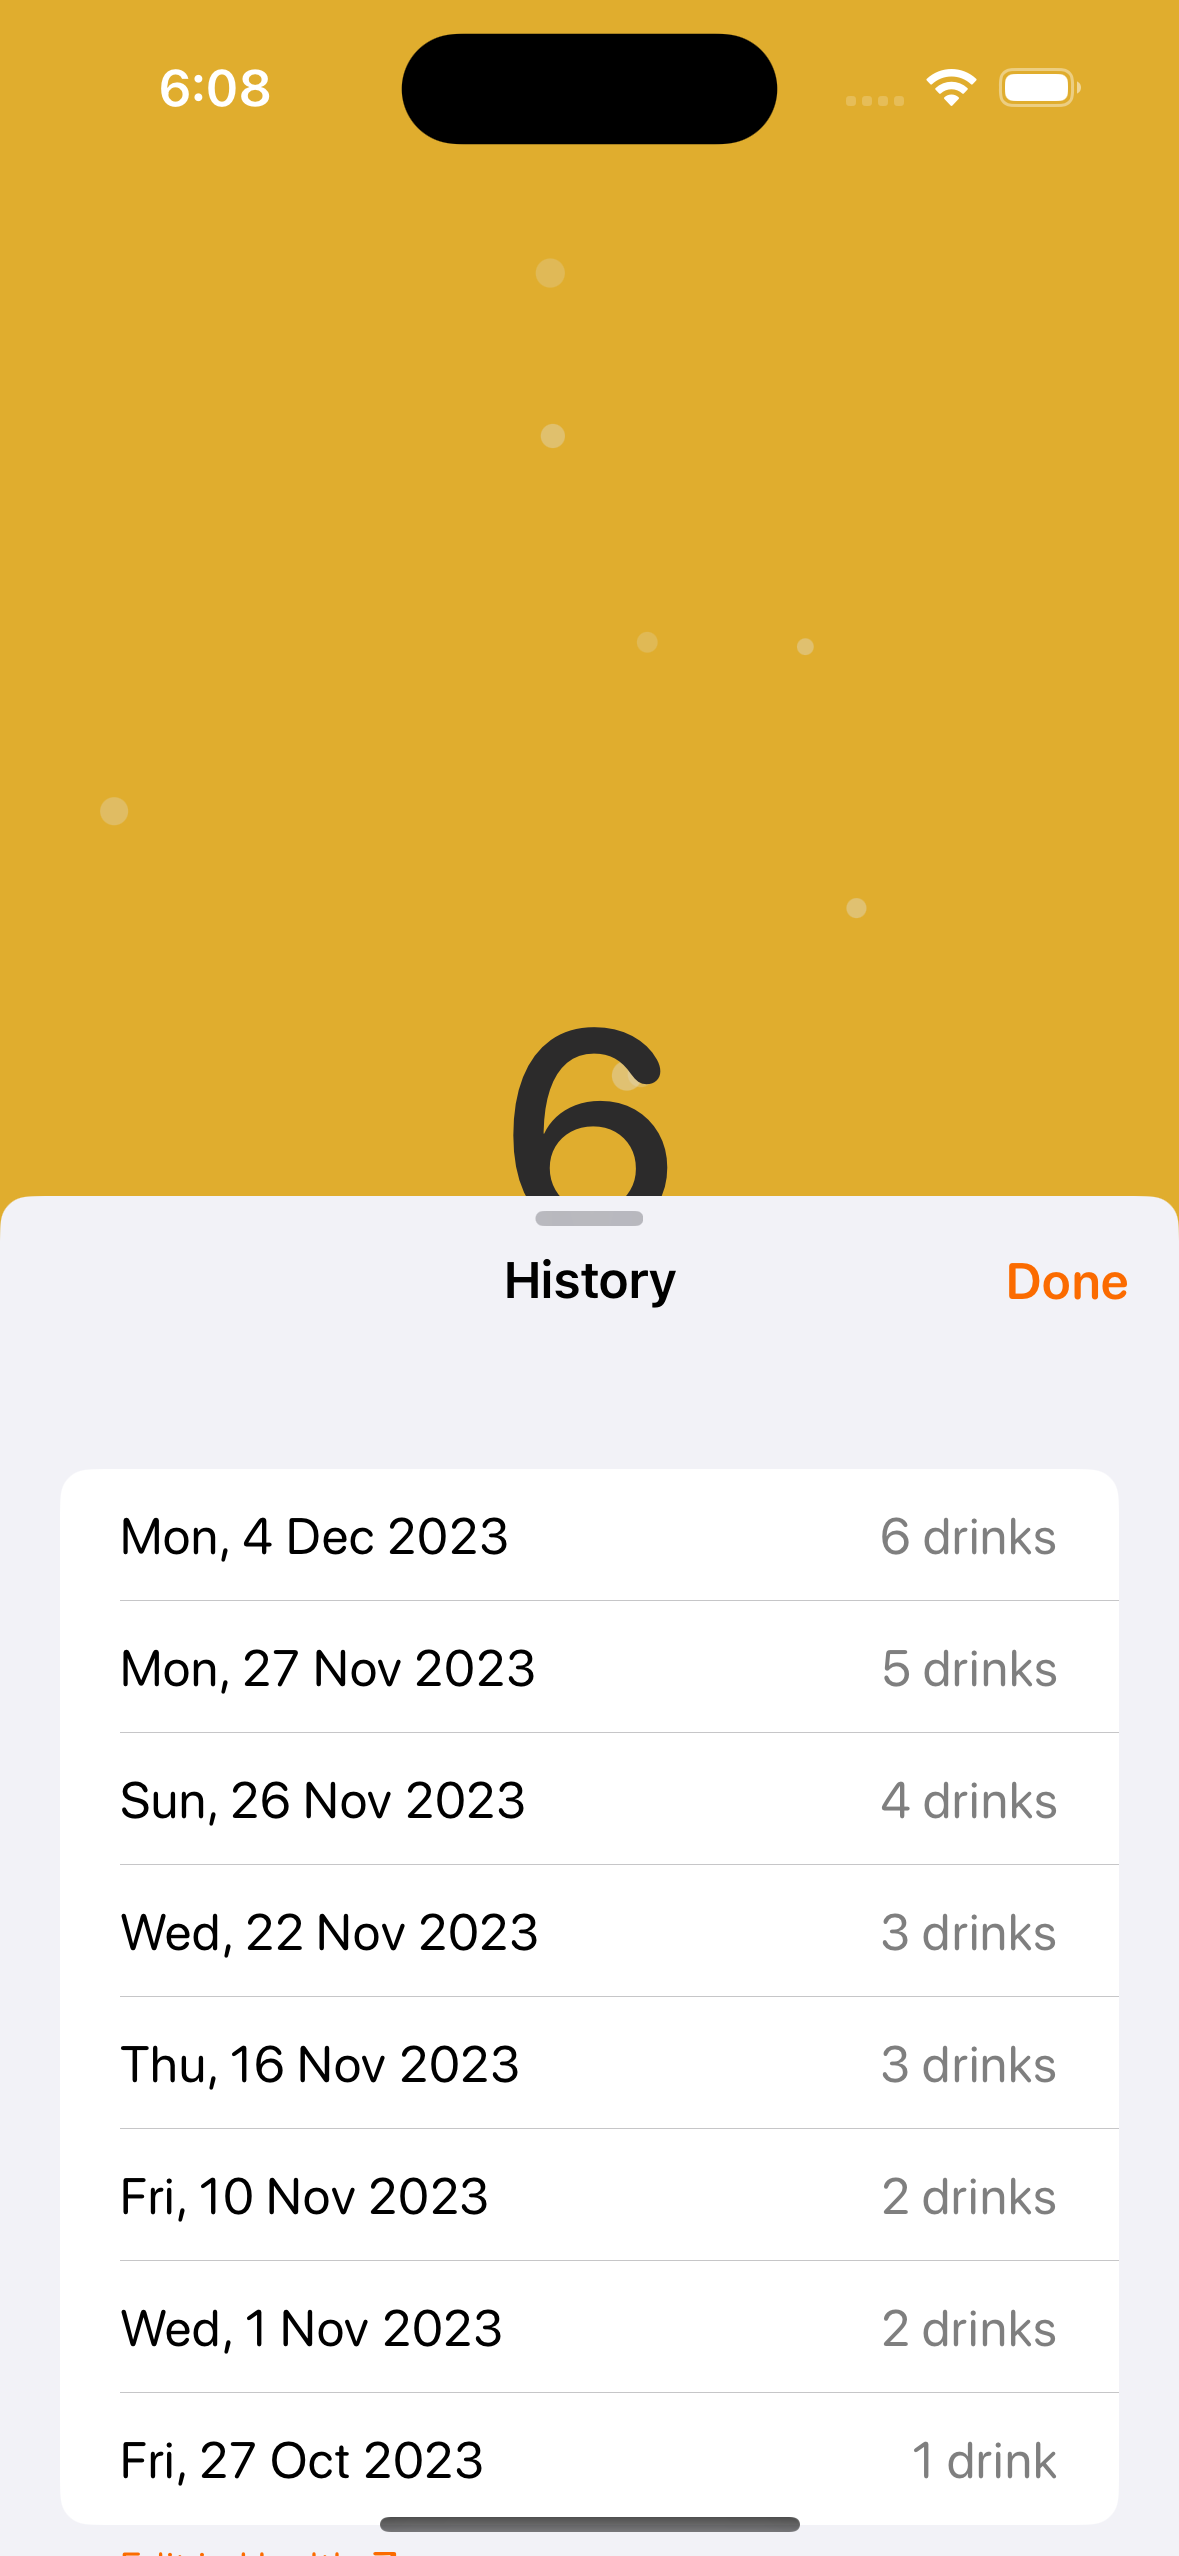 6:08
6
History
Done
Mon, 4 Dec 2023
6 drinks
Mon, 27 Nov 2023
5 drinks
Sun, 26 Nov 2023
4 drinks
Wed, 22 Nov 2023
3 drinks
Thu, 16 Nov 2023
3 drinks
Fri, 10 Nov 2023
2 drinks
Wed, 1 Nov 2023
2 drinks
Fri, 27 Oct 2023
1 drink